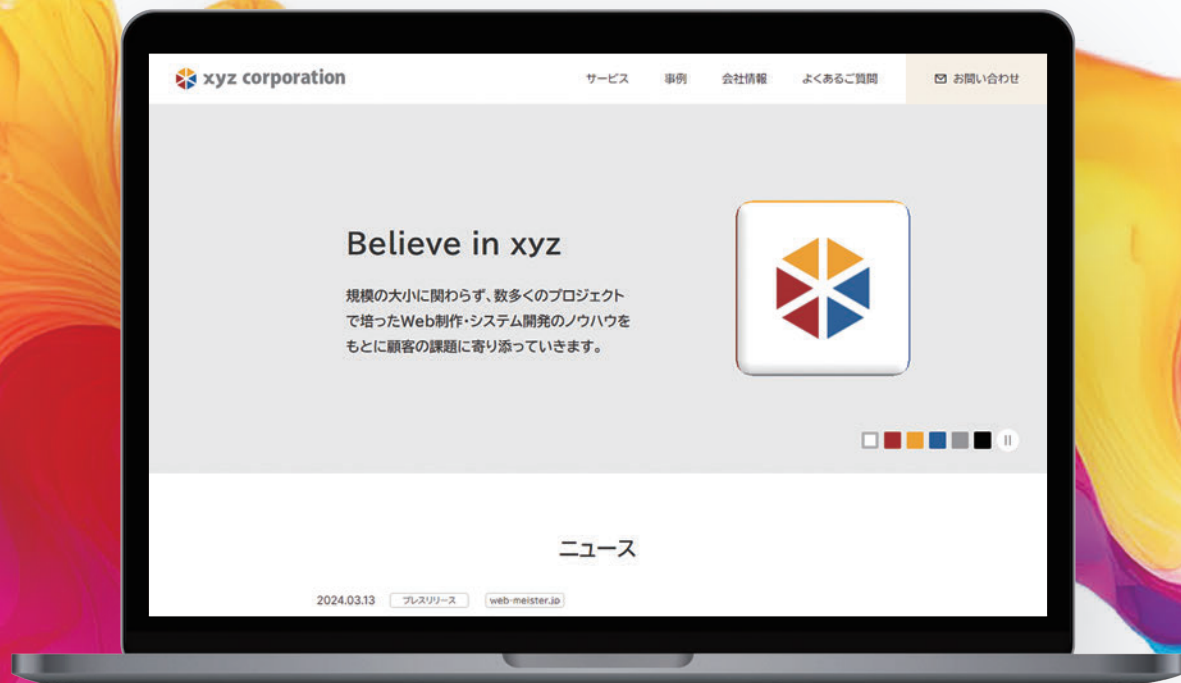 xyz corporation
サービス 事例 会社情報 よくあるご質問 お問い合わせ
Believe in xyz
規模の大小に関わらず、数多くのプロジェクト
で培ったWeb制作・システム開発のノウハウを
もとに顧客の課題に寄り添っていきます。
ニュース
2024.03.13 プレスリリース web-meister.jp